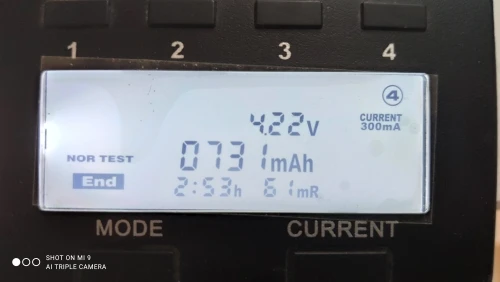 1 2 3 4
4
4.22V
CURRENT
300mA
NOR TEST
0731mAh
End
2:53h 61mR
MODE CURRENT
SHOT ON MI 9
AI TRIPLE CAMERA